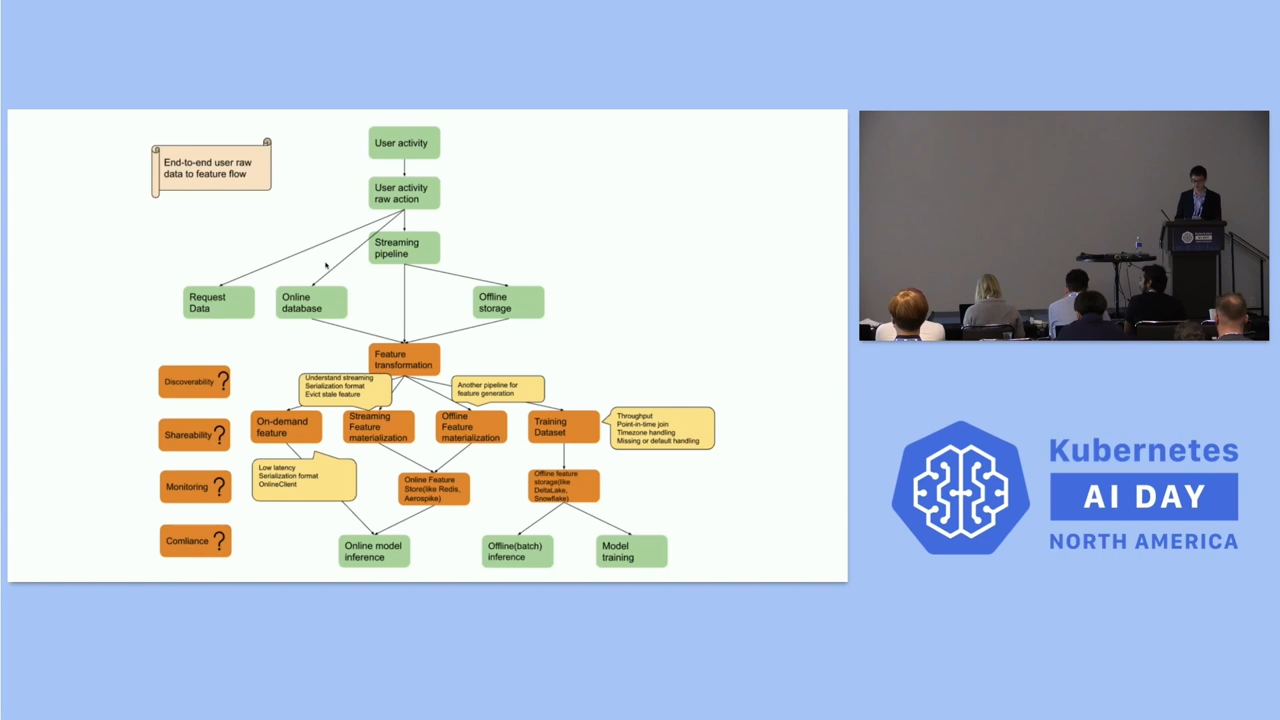 End-to-end user raw
data to feature flow
User activity
User activity
raw action
Streaming
pipeline
Request
Data
Online
database
Offline
storage
Feature
transformation
Discoverability ?
Understand streaming
Serialization format
Evict stale feature
Another pipeline for
feature generation
Shareability ?
On-demand
feature
Streaming
Feature
materialization
Offline
Feature
materialization
Training
Dataset
Throughput
Point-in-time join
Timezone handling
Missing or default handling
Monitoring ?
Low latency
Serialization format
OnlineClient
Online Feature
Store(like Redis,
Aerospike)
Offline feature
storage(like
DeltaLake,
Snowflake)
Comliance ?
Online model
inference
Offline(batch)
inference
Model
training
Kubernetes
AI DAY
NORTH AMERICA